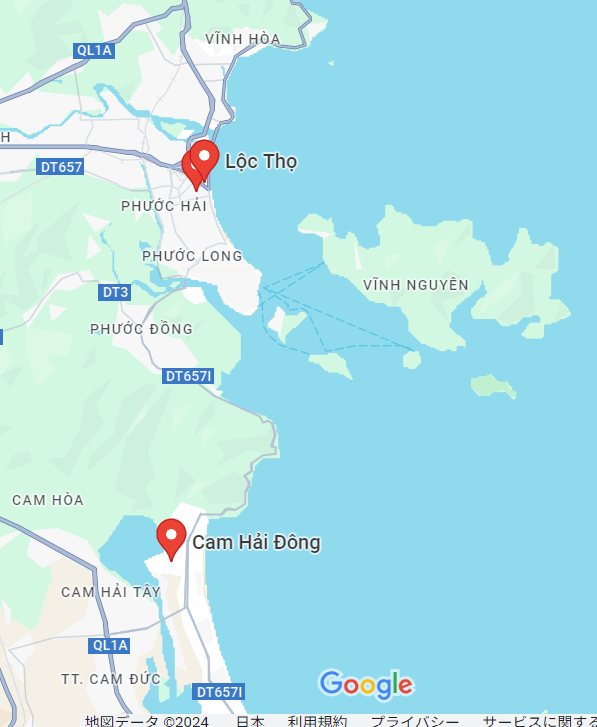 VĨNH HÒA
QL1A
H
DT657
Lộc Thọ
PHƯỚC HẢI
PHƯỚC LONG
VĨNH NGUYÊN
DT3
PHƯỚC ĐỒNG
DT657I
CAM HÒA
Cam Hải Đông
CAM HẢI TÂY
QL1A
TT. CAM ĐỨC
DT657I
Google
地図データ ©2024 日本 利用規約 プライバシー サービスに関する